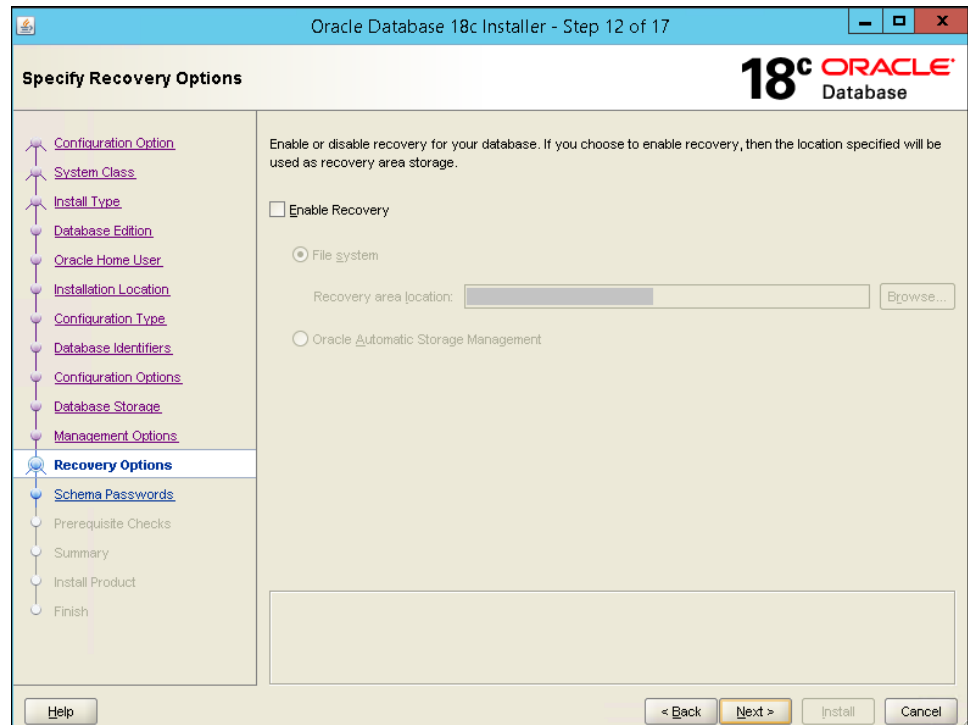 Oracle Database 18c Installer - Step 12 of 17
Specify Recovery Options
18c ORACLE
Database
Configuration Option
System Class
Install Type
Database Edition
Oracle Home User
Installation Location
Configuration Type
Database Identifiers
Configuration Options
Database Storage
Management Options
Recovery Options
Schema Passwords
Prerequisite Checks
Summary
Install Product
Finish
Enable or disable recovery for your database. If you choose to enable recovery, then the location specified will be
used as recovery area storage.
Enable Recovery
File system
Recovery area location:
Browse...
Oracle Automatic Storage Management
Help
< Back
Next >
Install
Cancel